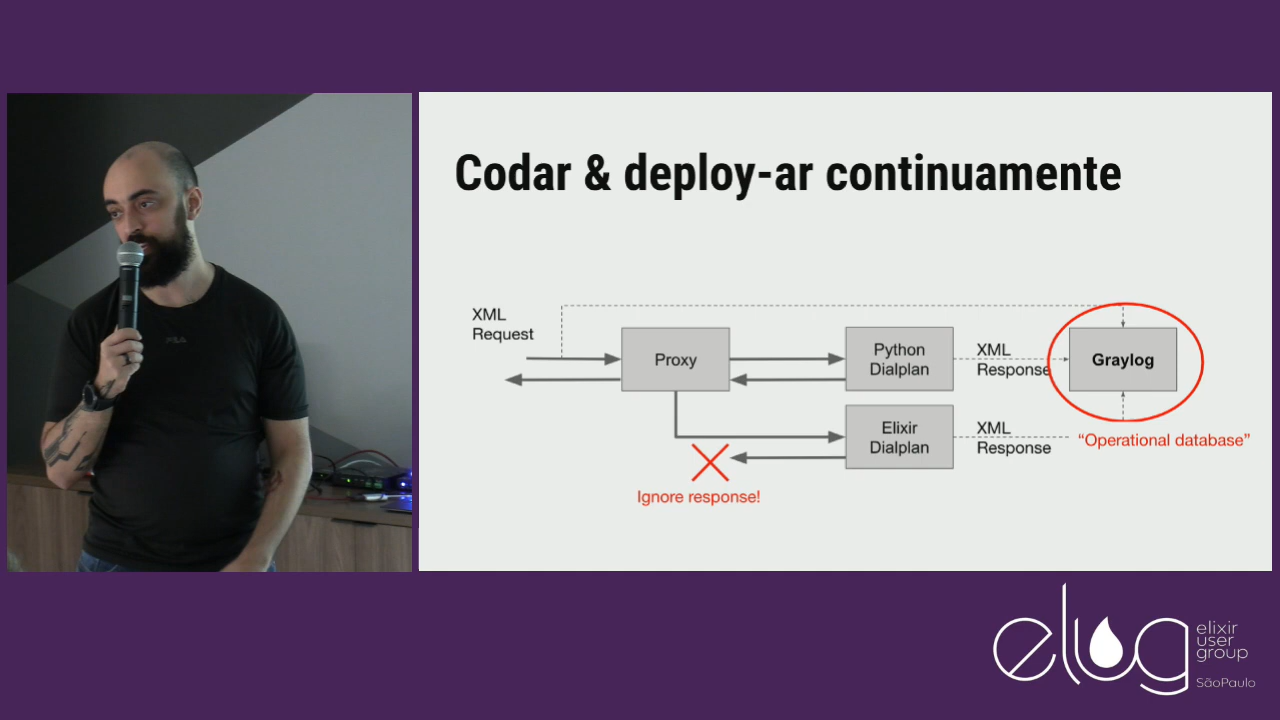 Codar & deploy-ar continuamente
XML
Request
Proxy
Python
Dialplan
XML
Response
Graylog
Elixir
Dialplan
XML
Response
“Operational database”
Ignore response!
FILA
elug
elixir
user
group
SãoPaulo